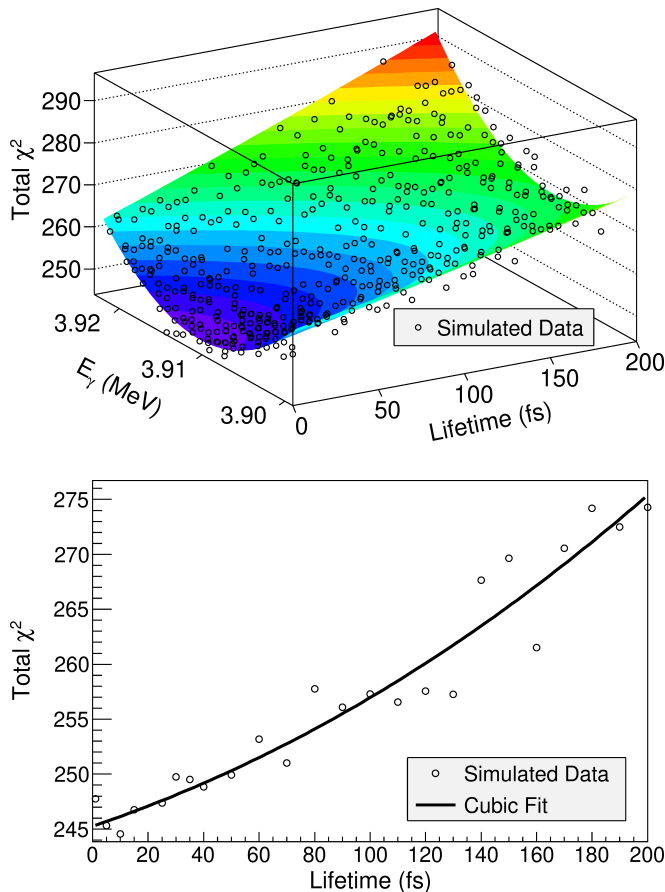 290
280
270
260
250
Total χ²
3.92
3.91
3.90
E_γ (MeV)
0
50
100
150
200
Lifetime (fs)
Simulated Data
275
270
265
260
255
250
245
Total χ²
Simulated Data
Cubic Fit
0 20 40 60 80 100 120 140 160 180 200
Lifetime (fs)